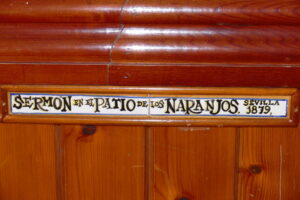 SERMON EN EL PATIO DE LOS NARANJOS. SEVILLA
1879.